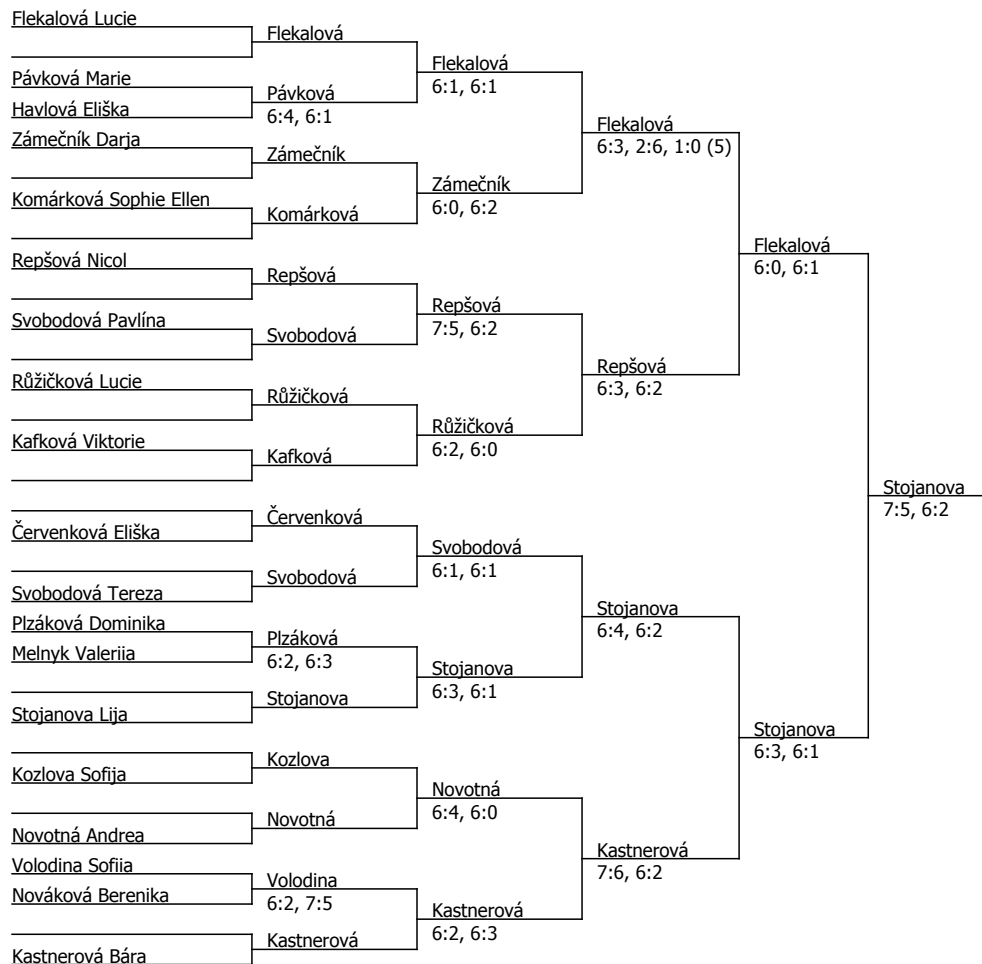 Flekalová Lucie
Flekalová
Flekalová
6:1, 6:1
Pávková Marie
Pávková
Havlová Eliška
6:4, 6:1
Flekalová
6:3, 2:6, 1:0 (5)
Zámečník Darja
Zámečník
Zámečník
6:0, 6:2
Komárková Sophie Ellen
Komárková
Flekalová
6:0, 6:1
Repšová Nicol
Repšová
Repšová
7:5, 6:2
Svobodová Pavlína
Svobodová
Repšová
6:3, 6:2
Růžičková Lucie
Růžičková
Růžičková
6:2, 6:0
Kafková Viktorie
Kafková
Stojanova
7:5, 6:2
Červenková
Červenková Eliška
Svobodová
6:1, 6:1
Svobodová
Svobodová Tereza
Stojanova
6:4, 6:2
Plzáková Dominika
Plzáková
Melnyk Valeriia
6:2, 6:3
Stojanova
6:3, 6:1
Stojanova
Stojanova Lija
Stojanova
6:3, 6:1
Kozlova
Kozlova Sofija
Novotná
6:4, 6:0
Novotná
Novotná Andrea
Kastnerová
7:6, 6:2
Volodina Sofiia
Volodina
Nováková Berenika
6:2, 7:5
Kastnerová
6:2, 6:3
Kastnerová
Kastnerová Bára